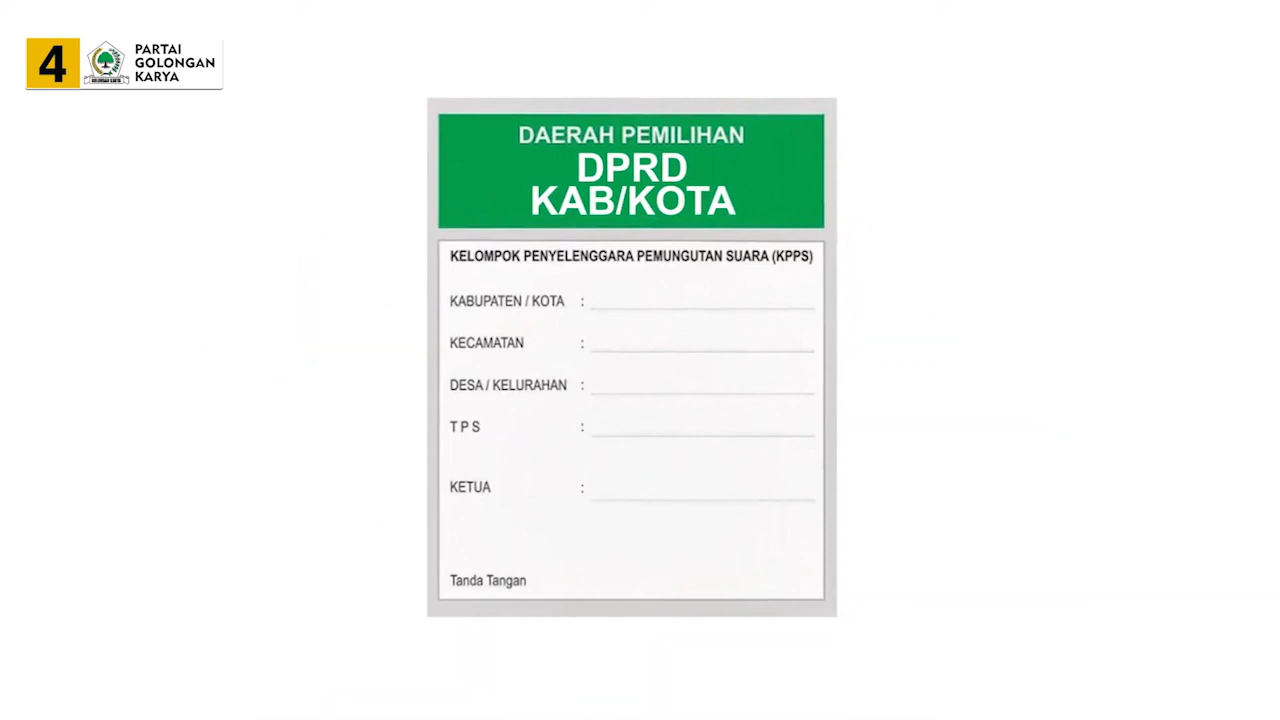 4
PARTAI
GOLONGAN
KARYA
DAERAH PEMILIHAN
DPRD
KAB/KOTA
KELOMPOK PENYELENGGARA PEMUNGUTAN SUARA (KPPS)
KABUPATEN / KOTA :
KECAMATAN :
DESA / KELURAHAN :
T P S :
KETUA :
Tanda Tangan